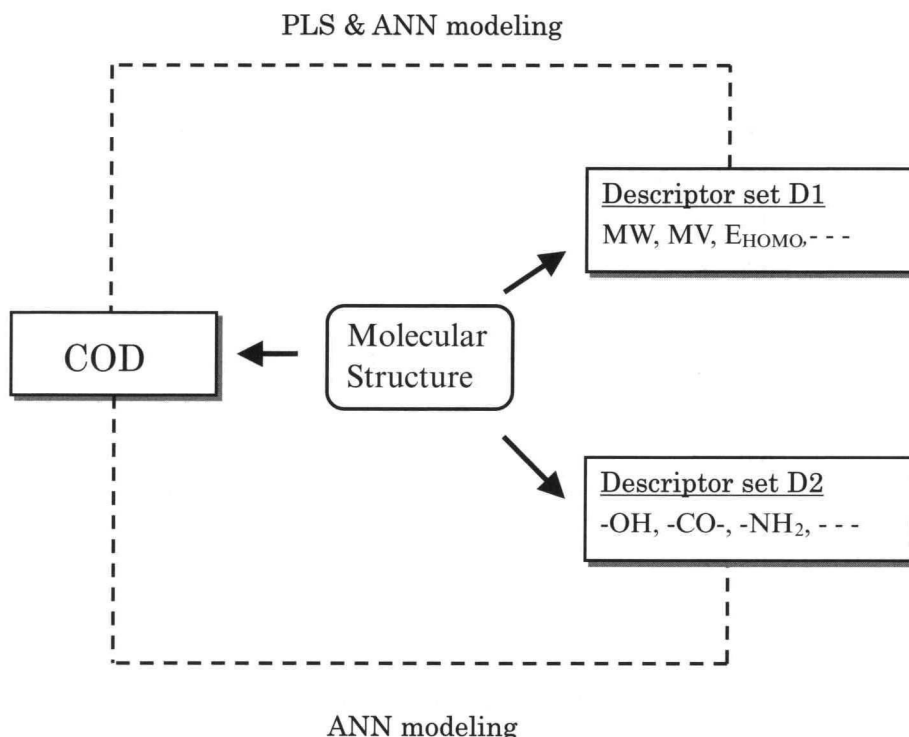 PLS & ANN modeling
Descriptor set D1
MW, MV, EHOMO, - - -
Molecular
Structure
COD
Descriptor set D2
-OH, -CO-, -NH2, - - -
ANN modeling